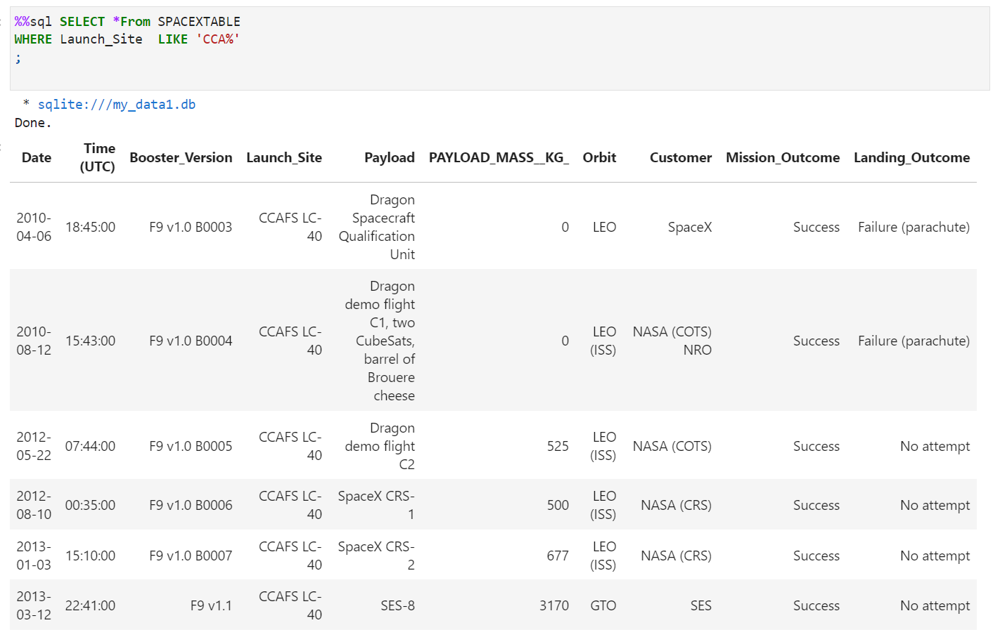 %%sql SELECT *From SPACEXTABLE
WHERE Launch_Site  LIKE 'CCA%'
;
* sqlite:///my_data1.db
Done.
Date Time (UTC) Booster_Version Launch_Site Payload PAYLOAD_MASS__KG_ Orbit Customer Mission_Outcome Landing_Outcome
2010-04-06 18:45:00 F9 v1.0 B0003 CCAFS LC-40 Dragon Spacecraft Qualification Unit 0 LEO SpaceX Success Failure (parachute)
2010-08-12 15:43:00 F9 v1.0 B0004 CCAFS LC-40 Dragon demo flight C1, two CubeSats, barrel of Brouere cheese 0 LEO (ISS) NASA (COTS) NRO Success Failure (parachute)
2012-05-22 07:44:00 F9 v1.0 B0005 CCAFS LC-40 Dragon demo flight C2 525 LEO (ISS) NASA (COTS) Success No attempt
2012-08-10 00:35:00 F9 v1.0 B0006 CCAFS LC-40 SpaceX CRS-1 500 LEO (ISS) NASA (CRS) Success No attempt
2013-01-03 15:10:00 F9 v1.0 B0007 CCAFS LC-40 SpaceX CRS-2 677 LEO (ISS) NASA (CRS) Success No attempt
2013-03-12 22:41:00 F9 v1.1 CCAFS LC-40 SES-8 3170 GTO SES Success No attempt